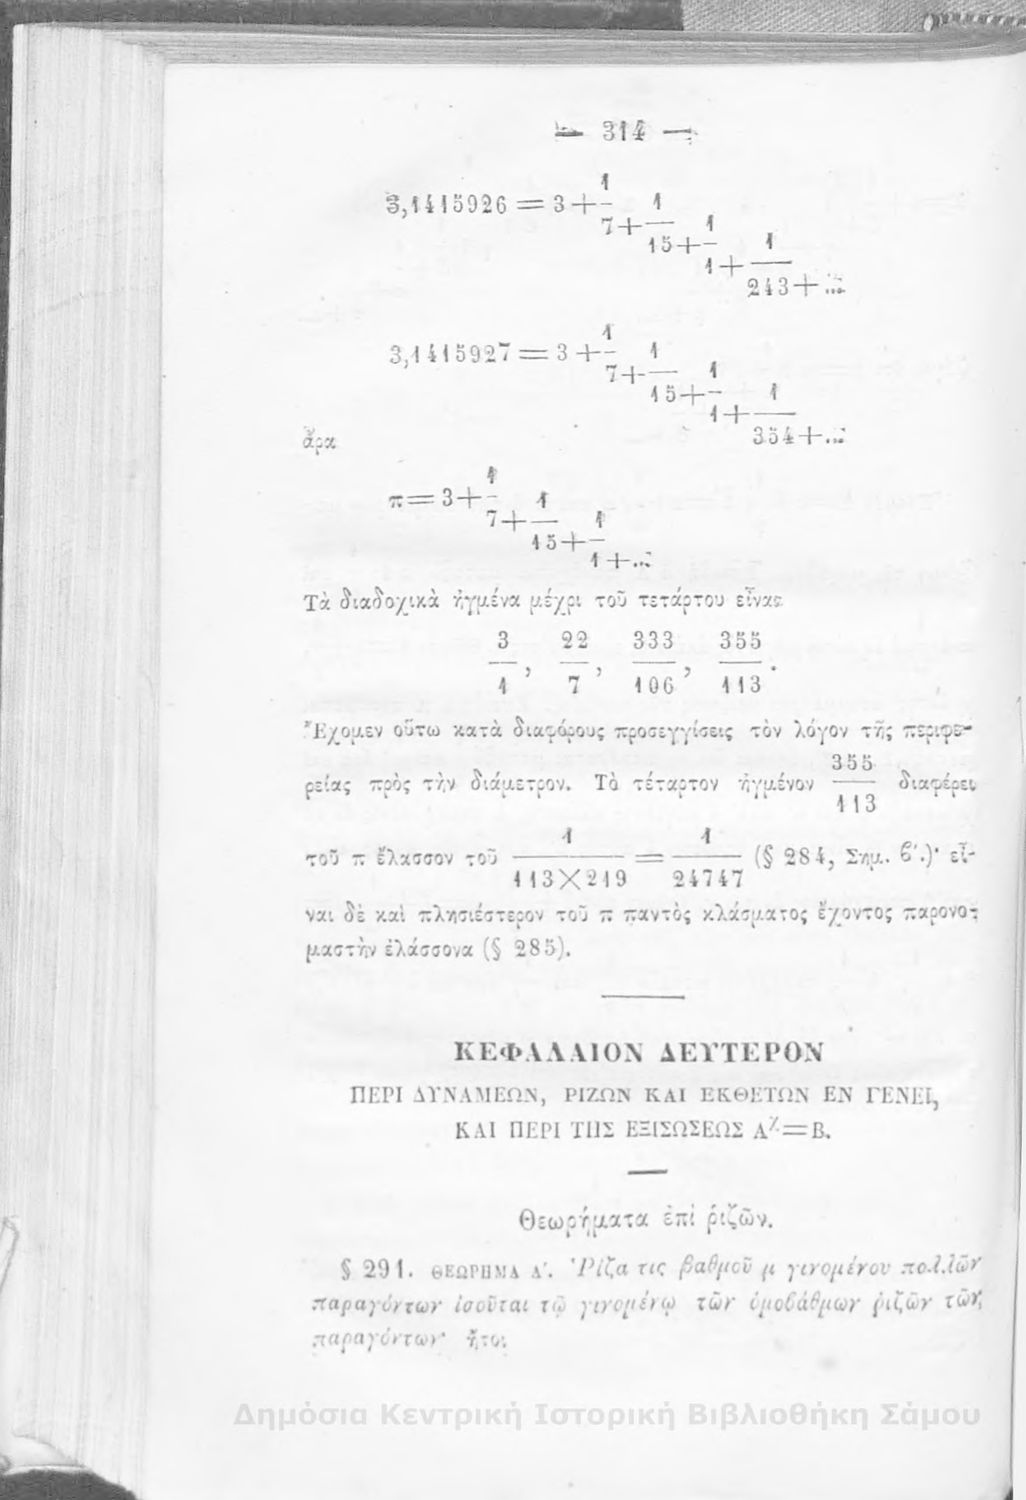 — 314 —
3,1415926 = 3 + 1
7 + 1
15 + 1
1 + 1
243 + ...
3,1415927 = 3 + 1
7 + 1
15 + 1
1 + 1
354 + ...
ἄρα
π = 3 + 1
7 + 1
15 + 1
1 + ...
Τὰ διαδοχικὰ ἠγμένα μέχρι τοῦ τετάρτου εἶναι
3/1, 22/7, 333/106, 355/113.
Ἔχομεν οὕτω κατὰ διαφόρους προσεγγίσεις τὸν λόγον τῆς περιφε-
ρείας πρὸς τὴν διάμετρον. Τὸ τέταρτον ἠγμένον 355/113 διαφέρει
τοῦ π ἔλασσον τοῦ 1/113×219 = 1/24747 (§ 284, Σημ. ϐ′.)· εἶ-
ναι δὲ καὶ πλησιέστερον τοῦ π παντὸς κλάσματος ἔχοντος παρονο-
μαστὴν ἐλάσσονα (§ 285).
ΚΕΦΑΛΑΙΟΝ ΔΕΥΤΕΡΟΝ
ΠΕΡΙ ΔΥΝΑΜΕΩΝ, ΡΙΖΩΝ ΚΑΙ ΕΚΘΕΤΩΝ ΕΝ ΓΕΝΕΙ,
ΚΑΙ ΠΕΡΙ ΤΗΣ ΕΞΙΣΩΣΕΩΣ Α^χ=Β.
Θεωρήματα ἐπὶ ῥιζῶν.
§ 291. ΘΕΩΡΗΜΑ Α′. Ῥίζα τις βαθμοῦ μ γινομένου πολλῶν
παραγόντων ἰσοῦται τῷ γινομένῳ τῶν ὁμοϐάθμων ῥιζῶν τῶν
παραγόντων· ἤτοι
Δημόσια Κεντρική Ιστορική Βιβλιοθήκη Σάμου